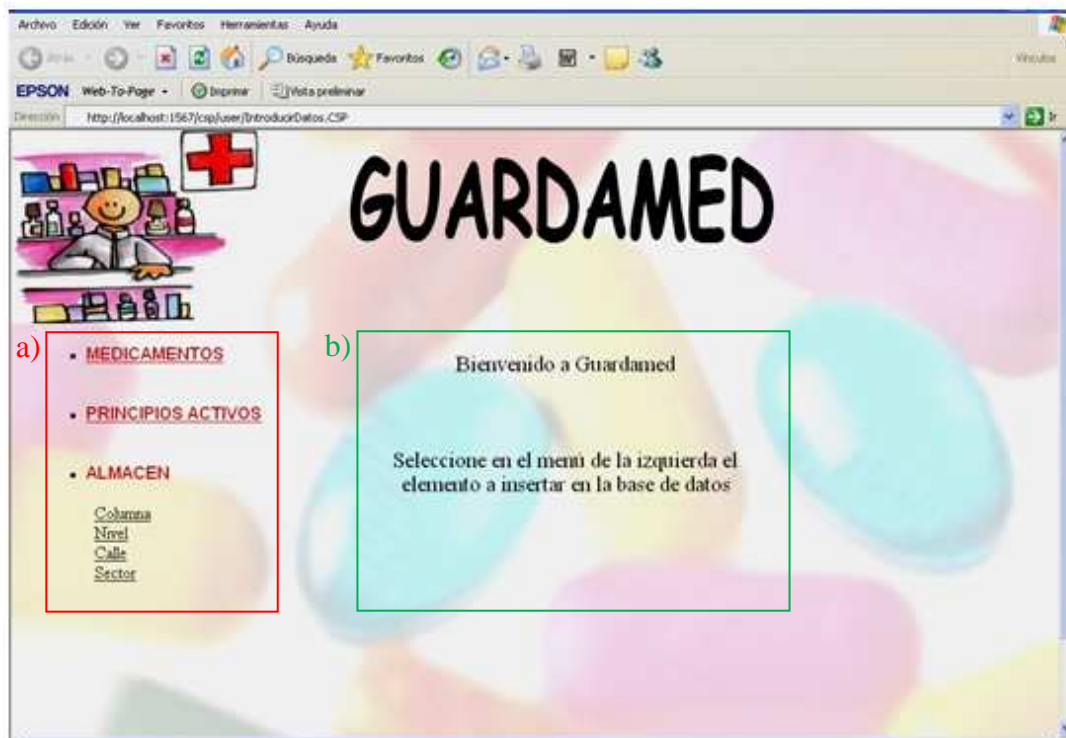 Archivo Edición Ver Favoritos Herramientas Ayuda
Atrás Búsqueda Favoritos
Vínculos
EPSON Web-To-Page Imprimir Vista preliminar
Dirección http://localhost:1567/csp/user/IntroducirDatos.CSP Ir
GUARDAMED
a)
MEDICAMENTOS
PRINCIPIOS ACTIVOS
ALMACEN
Columna
Nivel
Calle
Sector
b)
Bienvenido a Guardamed
Seleccione en el menú de la izquierda el
elemento a insertar en la base de datos